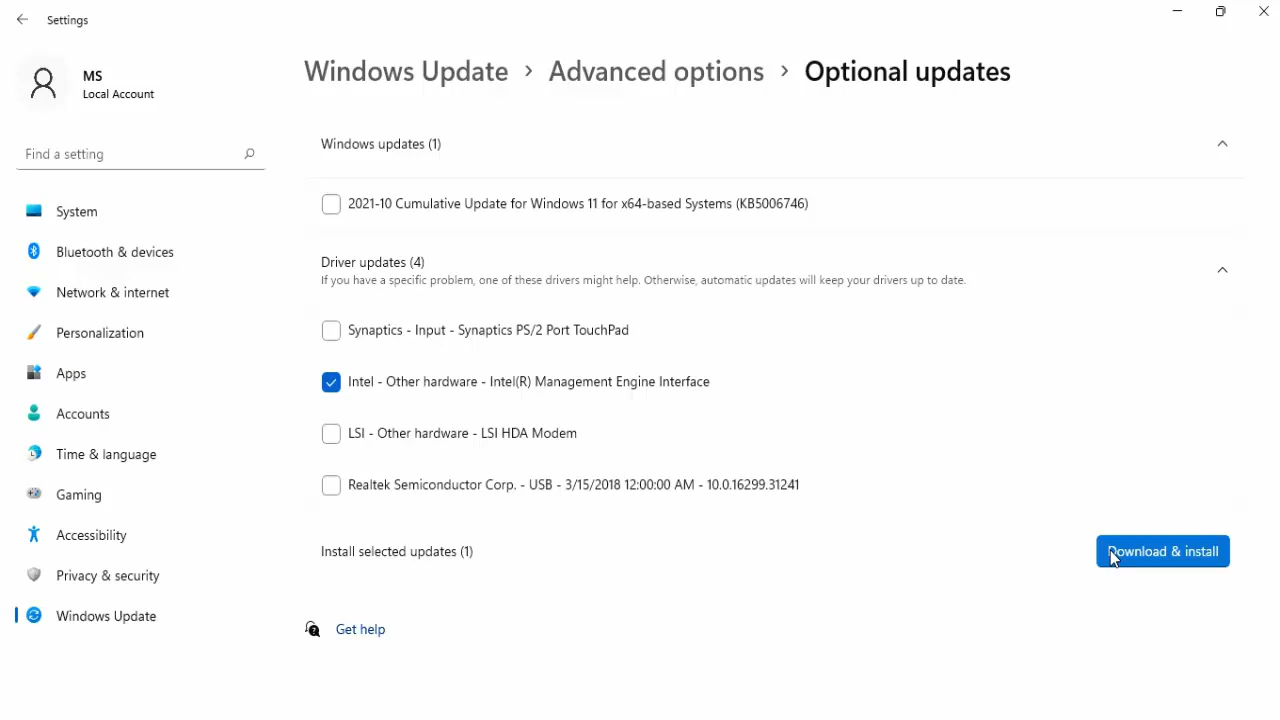 Settings
MS
Local Account
Find a setting
System
Bluetooth & devices
Network & internet
Personalization
Apps
Accounts
Time & language
Gaming
Accessibility
Privacy & security
Windows Update
Windows Update › Advanced options › Optional updates
Windows updates (1)
2021-10 Cumulative Update for Windows 11 for x64-based Systems (KB5006746)
Driver updates (4)
If you have a specific problem, one of these drivers might help. Otherwise, automatic updates will keep your drivers up to date.
Synaptics - Input - Synaptics PS/2 Port TouchPad
Intel - Other hardware - Intel(R) Management Engine Interface
LSI - Other hardware - LSI HDA Modem
Realtek Semiconductor Corp. - USB - 3/15/2018 12:00:00 AM - 10.0.16299.31241
Install selected updates (1)
Download & install
Get help